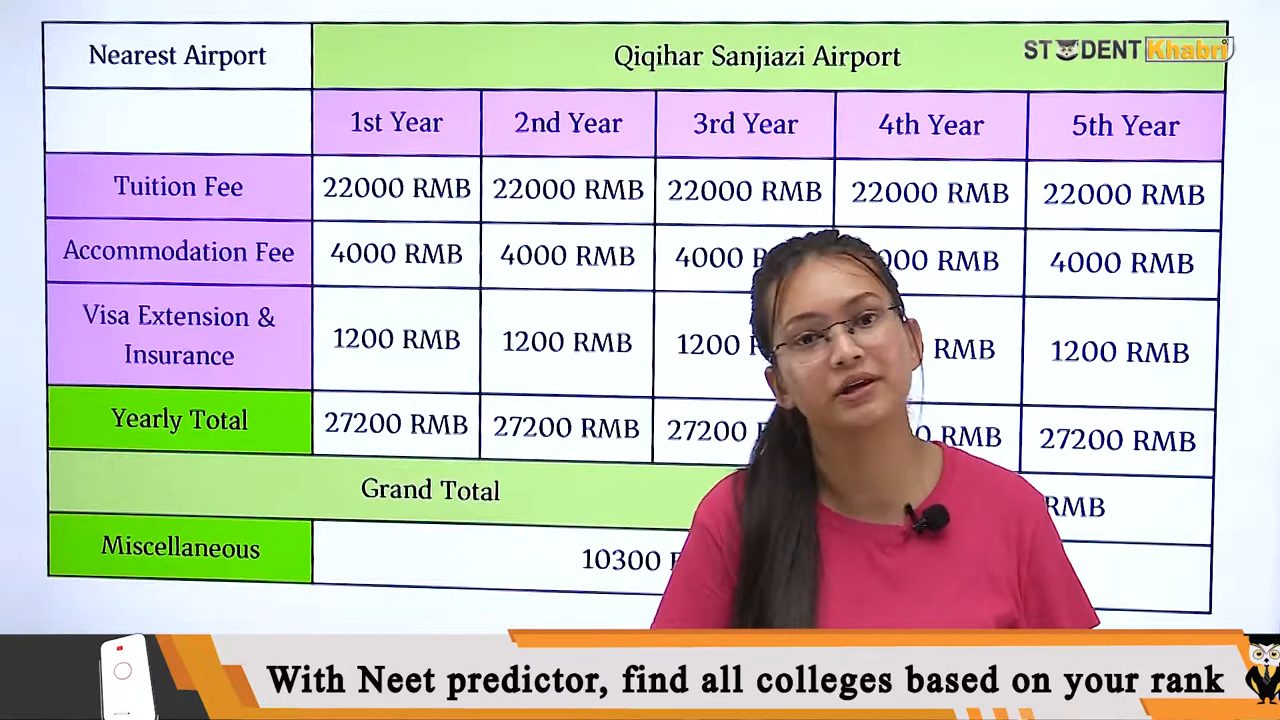 Nearest Airport Qiqihar Sanjiazi Airport STUDENT Khabri
1st Year 2nd Year 3rd Year 4th Year 5th Year
Tuition Fee 22000 RMB 22000 RMB 22000 RMB 22000 RMB 22000 RMB
Accommodation Fee 4000 RMB 4000 RMB 4000 000 RMB 4000 RMB
Visa Extension &
Insurance 1200 RMB 1200 RMB 1200 RMB 1200 RMB
Yearly Total 27200 RMB 27200 RMB 27200 RMB 27200 RMB
Grand Total RMB
Miscellaneous 10300
With Neet predictor, find all colleges based on your rank